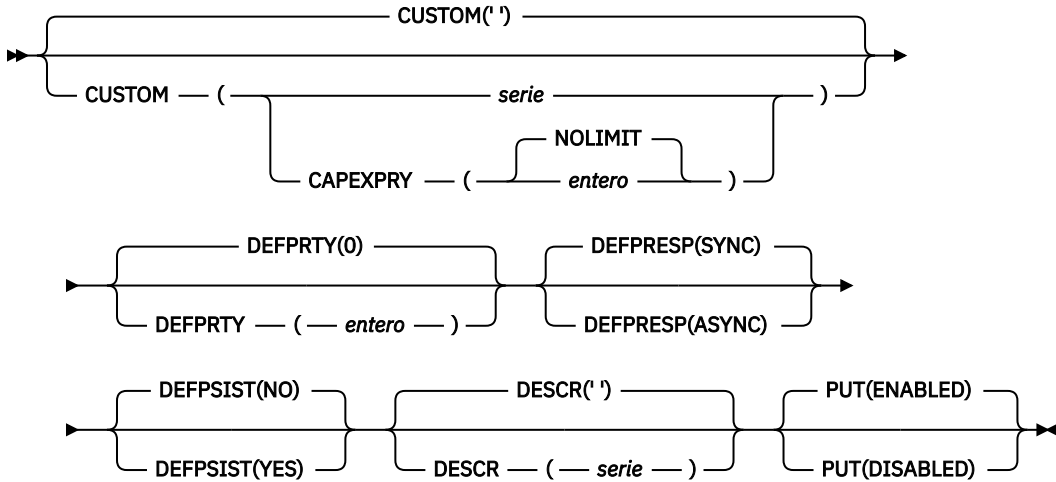 CUSTOM(' ')
CUSTOM ( serie )
NOLIMIT
CAPEXPRY ( entero )
DEFPRTY(0) DEFPRESP(SYNC)
DEFPRTY ( entero ) DEFPRESP(ASYNC)
DEFPSIST(NO) DESCR(' ') PUT(ENABLED)
DEFPSIST(YES) DESCR ( serie ) PUT(DISABLED)